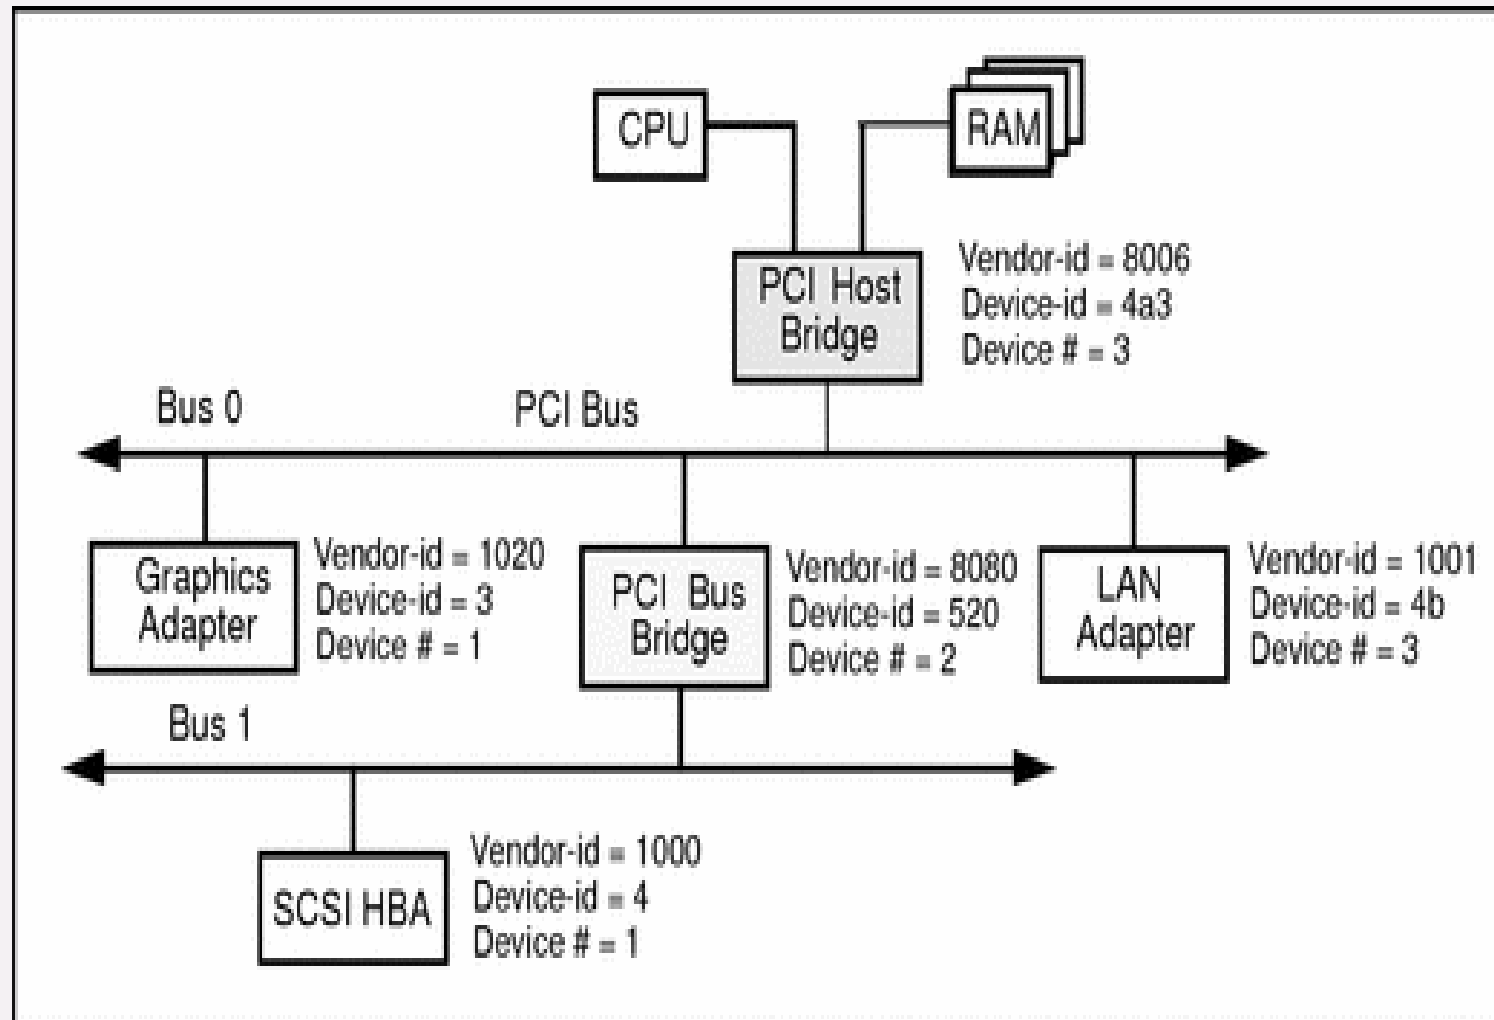 CPU
RAM
PCI Host
Bridge
Vendor-id = 8006
Device-id = 4a3
Device # = 3
Bus 0
PCI Bus
Graphics
Adapter
Vendor-id = 1020
Device-id = 3
Device # = 1
PCI Bus
Bridge
Vendor-id = 8080
Device-id = 520
Device # = 2
LAN
Adapter
Vendor-id = 1001
Device-id = 4b
Device # = 3
Bus 1
SCSI HBA
Vendor-id = 1000
Device-id = 4
Device # = 1